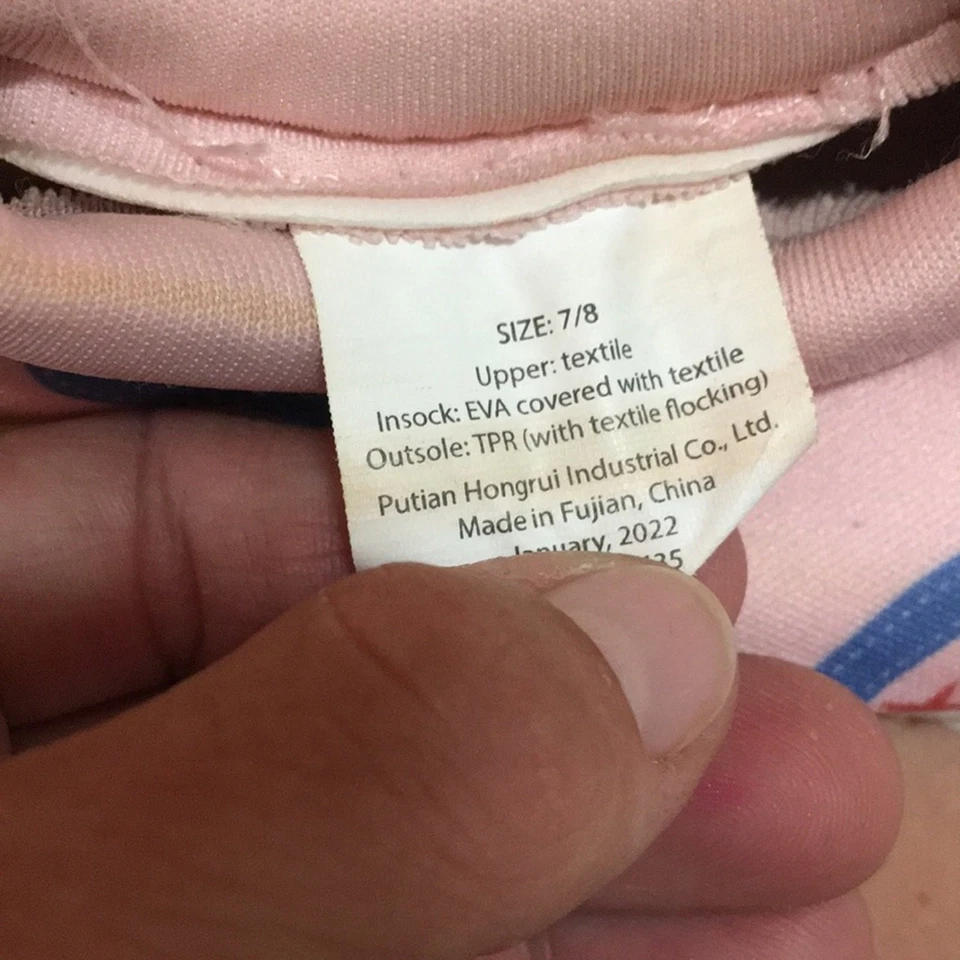 SIZE: 7/8
Upper: textile
Insock: EVA covered with textile
Outsole: TPR (with textile flocking)
Putian Hongrui Industrial Co., Ltd.
Made in Fujian, China
January, 2022